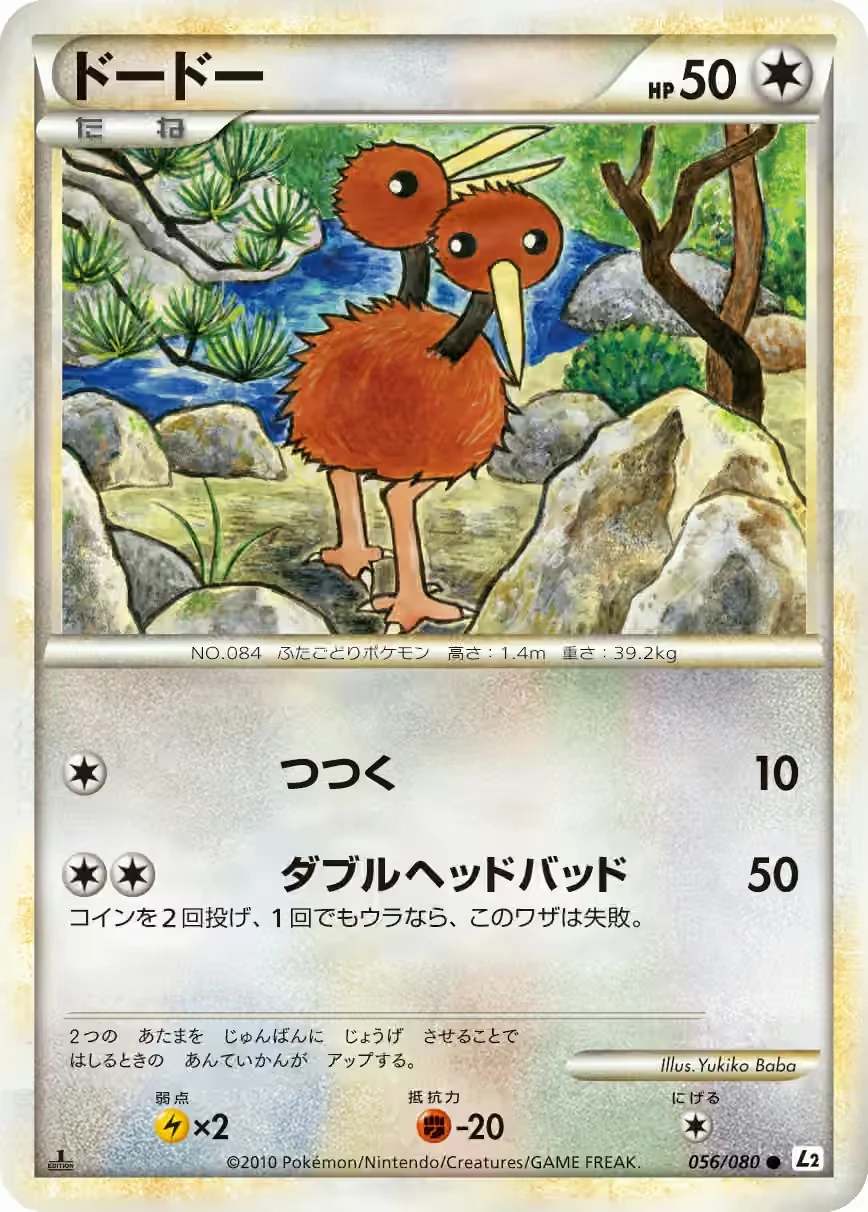 ドードー
HP50
たね
NO.084 ふたごどりポケモン 高さ：1.4m 重さ：39.2kg
つつく 10
ダブルヘッドバッド 50
コインを2回投げ、1回でもウラなら、このワザは失敗。
2つの あたまを じゅんばんに じょうげ させることで
はしるときの あんていかんが アップする。
Illus.Yukiko Baba
弱点 抵抗力 にげる
×2 -20
1 EDITION
©2010 Pokémon/Nintendo/Creatures/GAME FREAK.
056/080 ● L2